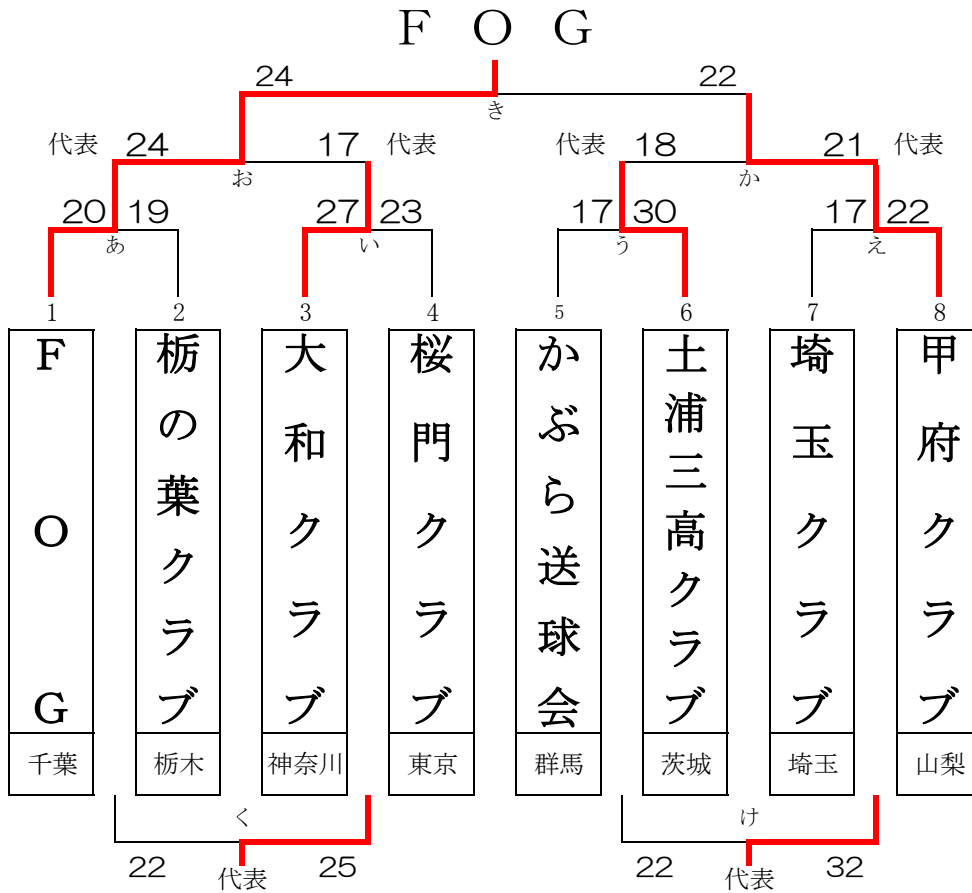 F O G
24 22
き
代表 24 17 代表 代表 18 21 代表
お か
20 19 27 23 17 30 17 22
あ い う え
1 2 3 4 5 6 7 8
FOG
栃の葉クラブ
大和クラブ
桜門クラブ
かぶら送球会
土浦三高クラブ
埼玉クラブ
甲府クラブ
千葉 栃木 神奈川 東京 群馬 茨城 埼玉 山梨
く け
22 25 22 32
代表 代表